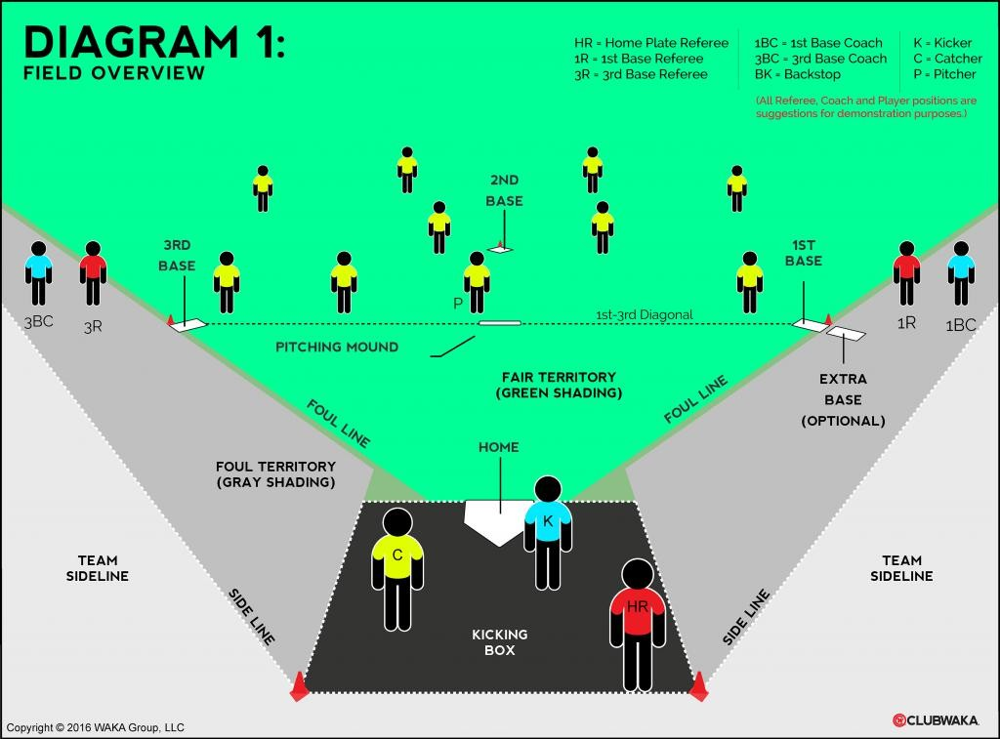 DIAGRAM 1:
FIELD OVERVIEW
HR = Home Plate Referee
1R = 1st Base Referee
3R = 3rd Base Referee
1BC = 1st Base Coach
3BC = 3rd Base Coach
BK = Backstop
K = Kicker
C = Catcher
P = Pitcher
(All Referee, Coach and Player positions are
suggestions for demonstration purposes.)
2ND
BASE
3RD
BASE
1ST
BASE
P
3BC
3R
1R
1BC
1st-3rd Diagonal
PITCHING MOUND
FAIR TERRITORY
(GREEN SHADING)
EXTRA
BASE
(OPTIONAL)
FOUL LINE
FOUL LINE
HOME
FOUL TERRITORY
(GRAY SHADING)
K
C
HR
TEAM
SIDELINE
TEAM
SIDELINE
SIDE LINE
SIDE LINE
KICKING
BOX
Copyright © 2016 WAKA Group, LLC
CLUBWAKA.